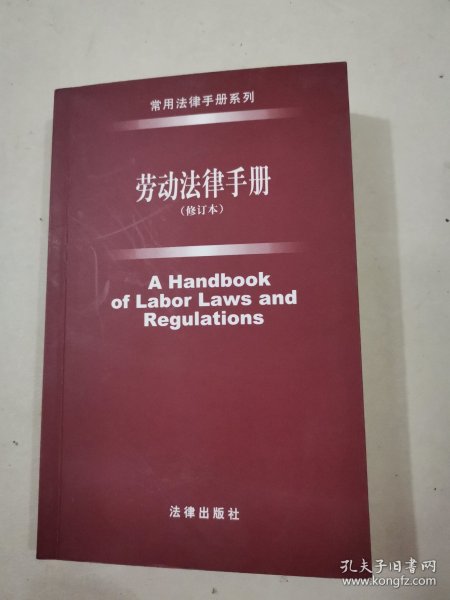 常用法律手册系列
劳动法律手册
（修订本）
A Handbook
of Labor Laws and
Regulations
法律出版社
孔夫子旧书网
www.kongfz.com